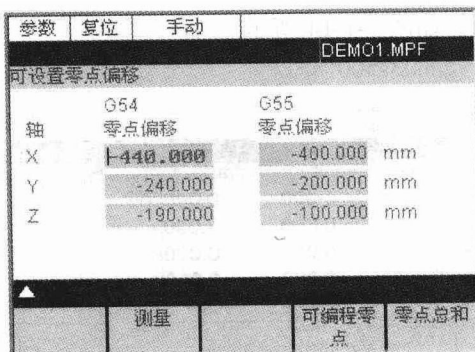 参数 复位 手动
DEMO1.MPF
可设置零点偏移
G54 G55
轴 零点偏移 零点偏移
X -440.000 -400.000 mm
Y -240.000 -200.000 mm
Z -190.000 -100.000 mm
测量 可编程零点 零点总和